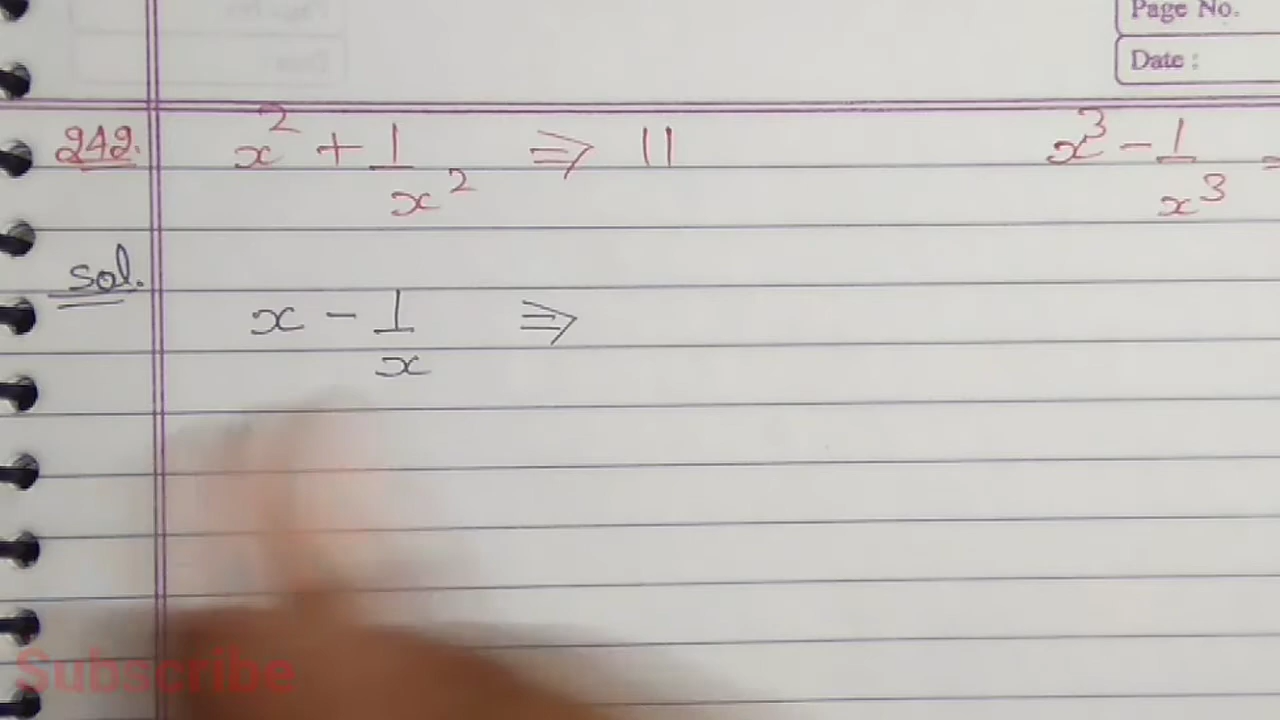 Page No.
Date :
242. x² + 1/x² ⇒ 11 x³ - 1/x³ =
sol.
x - 1/x ⇒
Subscribe